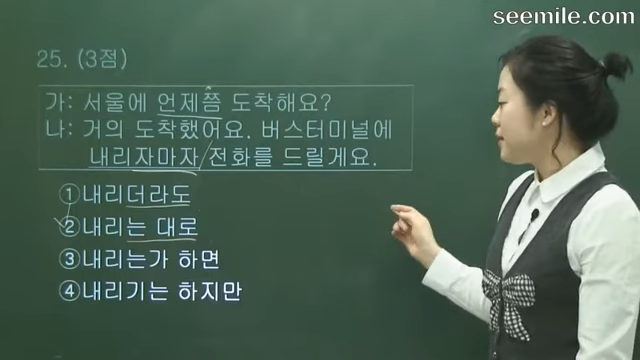 seemile.com
25. (3점)
가: 서울에 언제쯤 도착해요?
나: 거의 도착했어요. 버스터미널에
내리자마자 전화를 드릴게요.
①내리더라도
②내리는 대로
③내리는가 하면
④내리기는 하지만